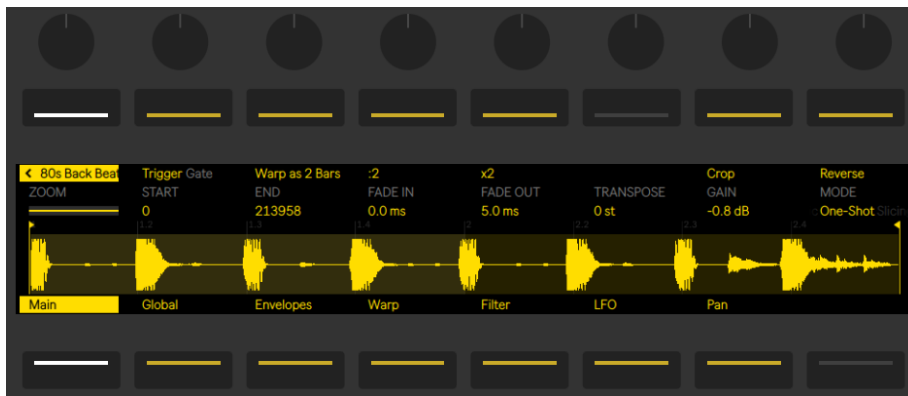 80s Back Beat Trigger Gate Warp as 2 Bars :2 x2 Crop Reverse
ZOOM START END FADE IN FADE OUT TRANSPOSE GAIN MODE
0 213958 0.0 ms 5.0 ms 0 st -0.8 dB One-Shot Slicin
1.2 1.3 1.4 2 2.2 2.3 2.4
Main Global Envelopes Warp Filter LFO Pan